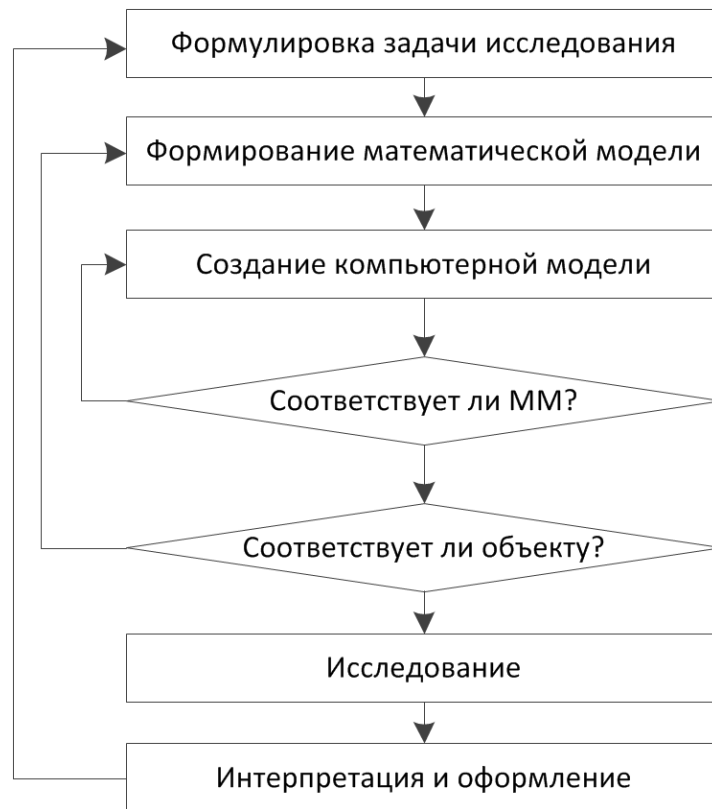 Формулировка задачи исследования
Формирование математической модели
Создание компьютерной модели
Соответствует ли ММ?
Соответствует ли объекту?
Исследование
Интерпретация и оформление